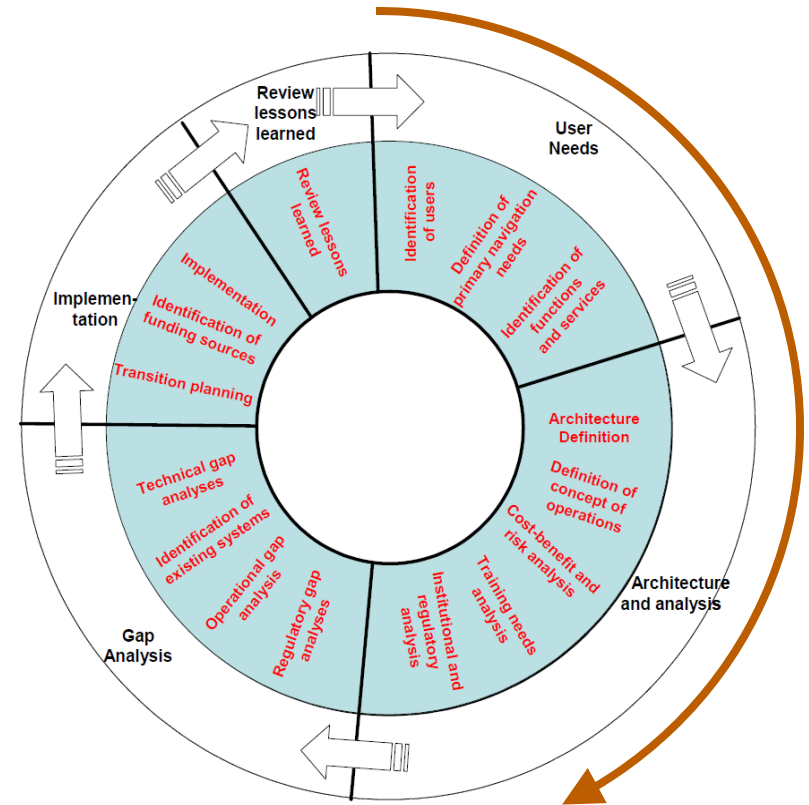 Review
lessons
learned
User
Needs
Architecture
and analysis
Gap
Analysis
Implemen-
tation
Review lessons
learned
Identification
of users
Definition of
primary navigation
needs
Identification of
functions
and services
Architecture
Definition
Definition of
concept of
operations
Cost-benefit and
risk analysis
Training needs
analysis
Institutional and
regulatory
analysis
Regulatory gap
analyses
Operational gap
analysis
Identification of
existing systems
Technical gap
analyses
Transition planning
Identification of
funding sources
Implementation